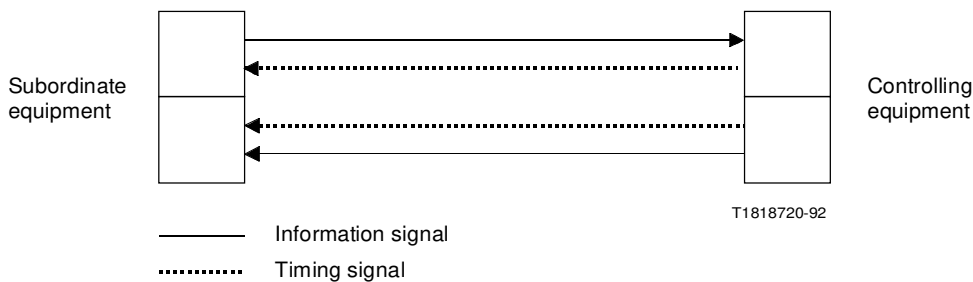 Subordinate
equipment
Controlling
equipment
T1818720-92
Information signal
Timing signal